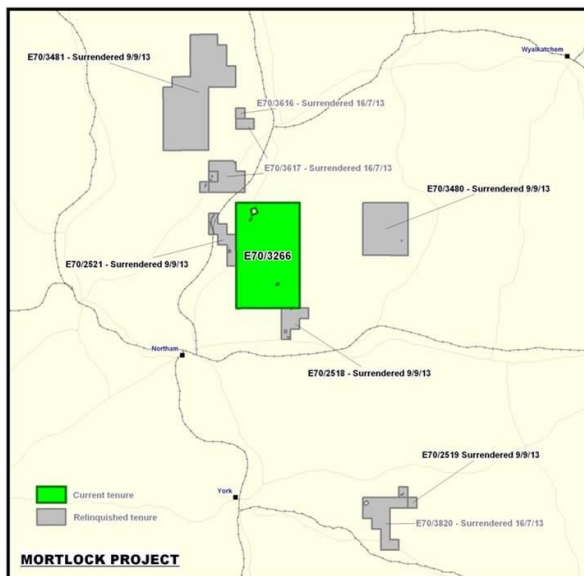 Wyalkatchem
E70/3481 - Surrendered 9/9/13
E70/3616 - Surrendered 16/7/13
E70/3617 - Surrendered 16/7/13
E70/3480 - Surrendered 9/9/13
E70/3266
E70/2521 - Surrendered 9/9/13
Northam
E70/2518 - Surrendered 9/9/13
E70/2519 Surrendered 9/9/13
York
Current tenure
Relinquished tenure
E70/3820 - Surrendered 16/7/13
MORTLOCK PROJECT